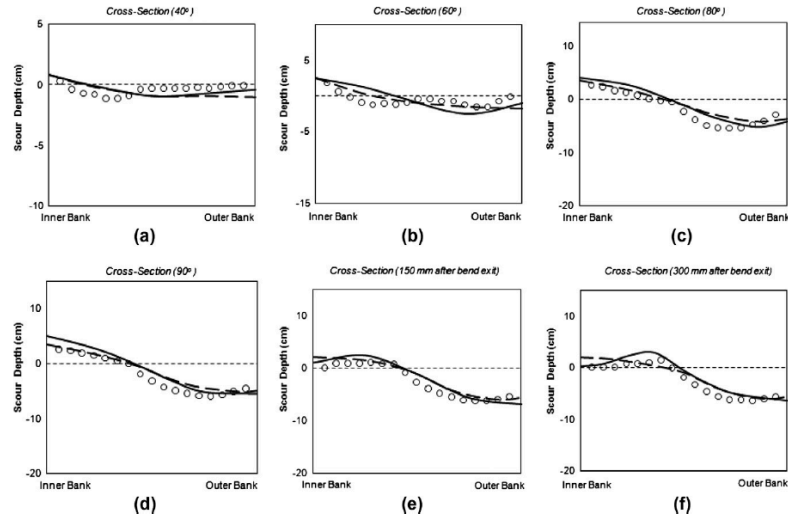 Cross-Section (40º)
5
0
-5
-10
Scour Depth (cm)
Inner Bank Outer Bank
(a)
Cross-Section (60º)
5
-5
-15
Scour Depth (cm)
Inner Bank Outer Bank
(b)
Cross-Section (80º)
10
0
-10
-20
Scour Depth (cm)
Inner Bank Outer Bank
(c)
Cross-Section (90º)
10
0
-10
-20
Scour Depth (cm)
Inner Bank Outer Bank
(d)
Cross-Section (150 mm after bend exit)
10
0
-10
-20
Scour Depth (cm)
Inner Bank Outer Bank
(e)
Cross-Section (300 mm after bend exit)
10
0
-10
-20
Scour Depth (cm)
Inner Bank Outer Bank
(f)